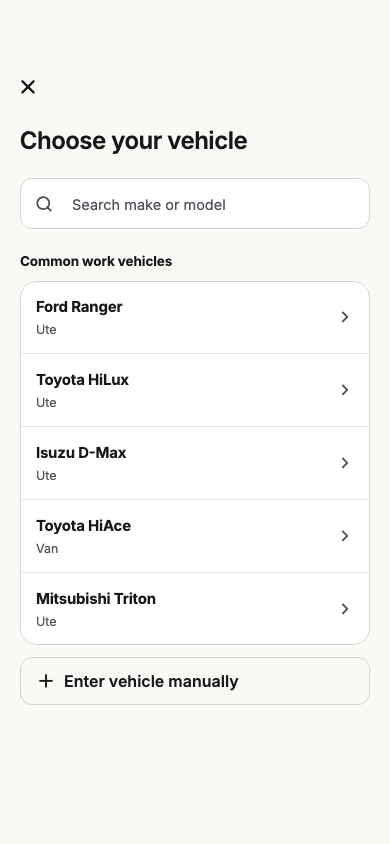 Choose your vehicle
Search make or model
Common work vehicles
Ford Ranger
Ute
Toyota HiLux
Ute
Isuzu D-Max
Ute
Toyota HiAce
Van
Mitsubishi Triton
Ute
Enter vehicle manually